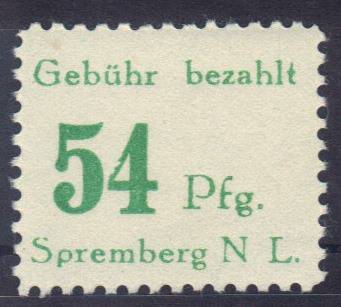 Gebühr bezahlt
54 Pfg.
Spremberg N L.